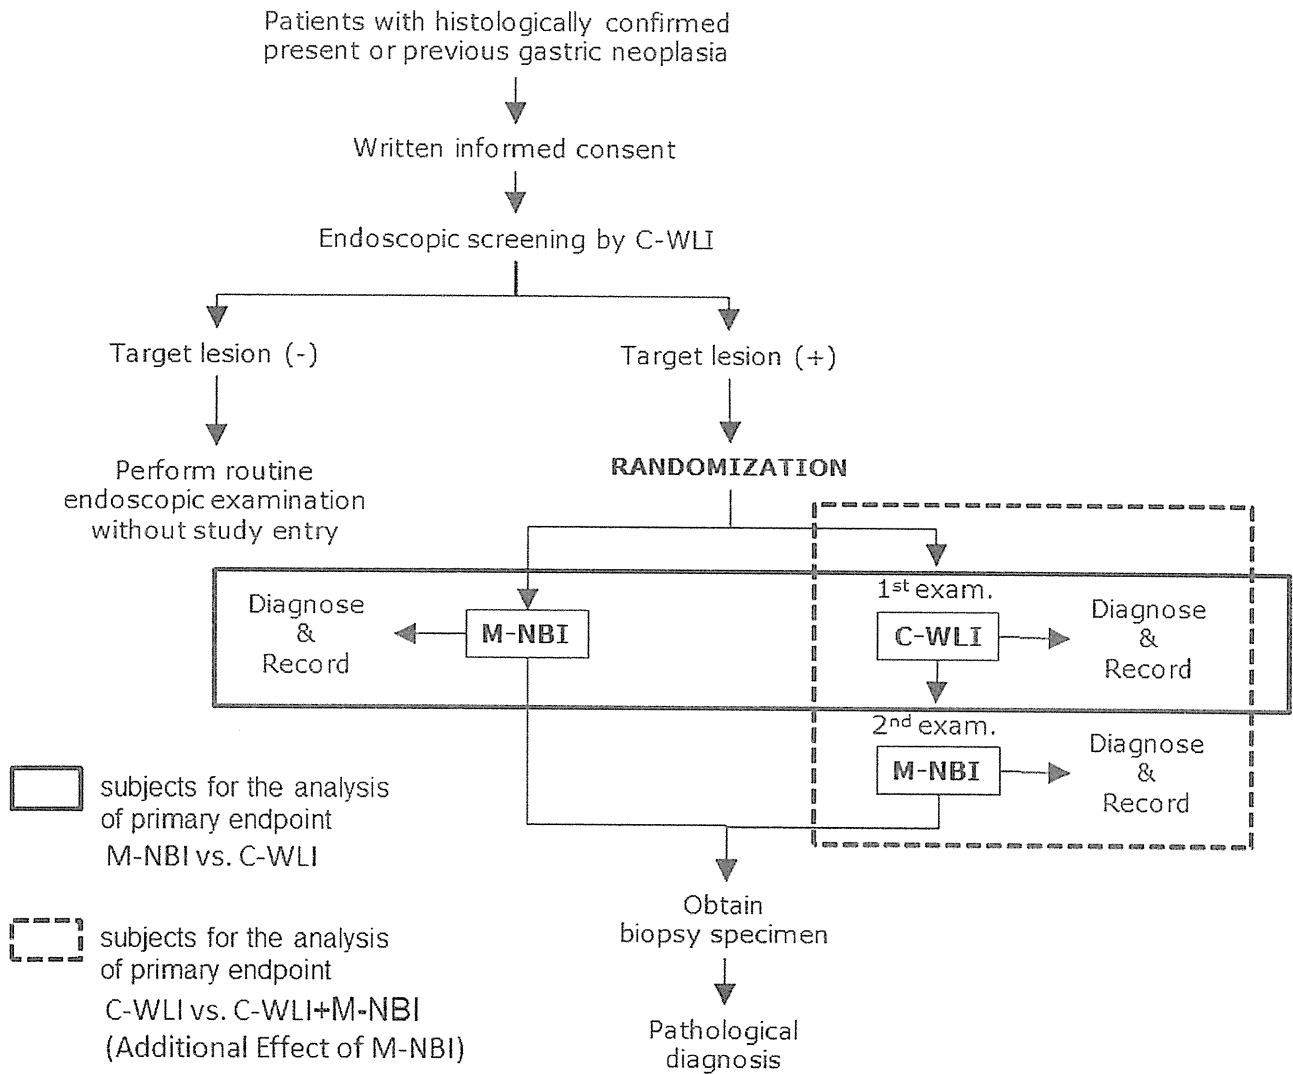 Patients with histologically confirmed
present or previous gastric neoplasia
Written informed consent
Endoscopic screening by C-WLI
Target lesion (-)
Target lesion (+)
Perform routine
endoscopic examination
without study entry
RANDOMIZATION
Diagnose
&
Record
M-NBI
1st exam.
C-WLI
Diagnose
&
Record
2nd exam.
M-NBI
Diagnose
&
Record
subjects for the analysis
of primary endpoint
M-NBI vs. C-WLI
subjects for the analysis
of primary endpoint
C-WLI vs. C-WLI+M-NBI
(Additional Effect of M-NBI)
Obtain
biopsy specimen
Pathological
diagnosis